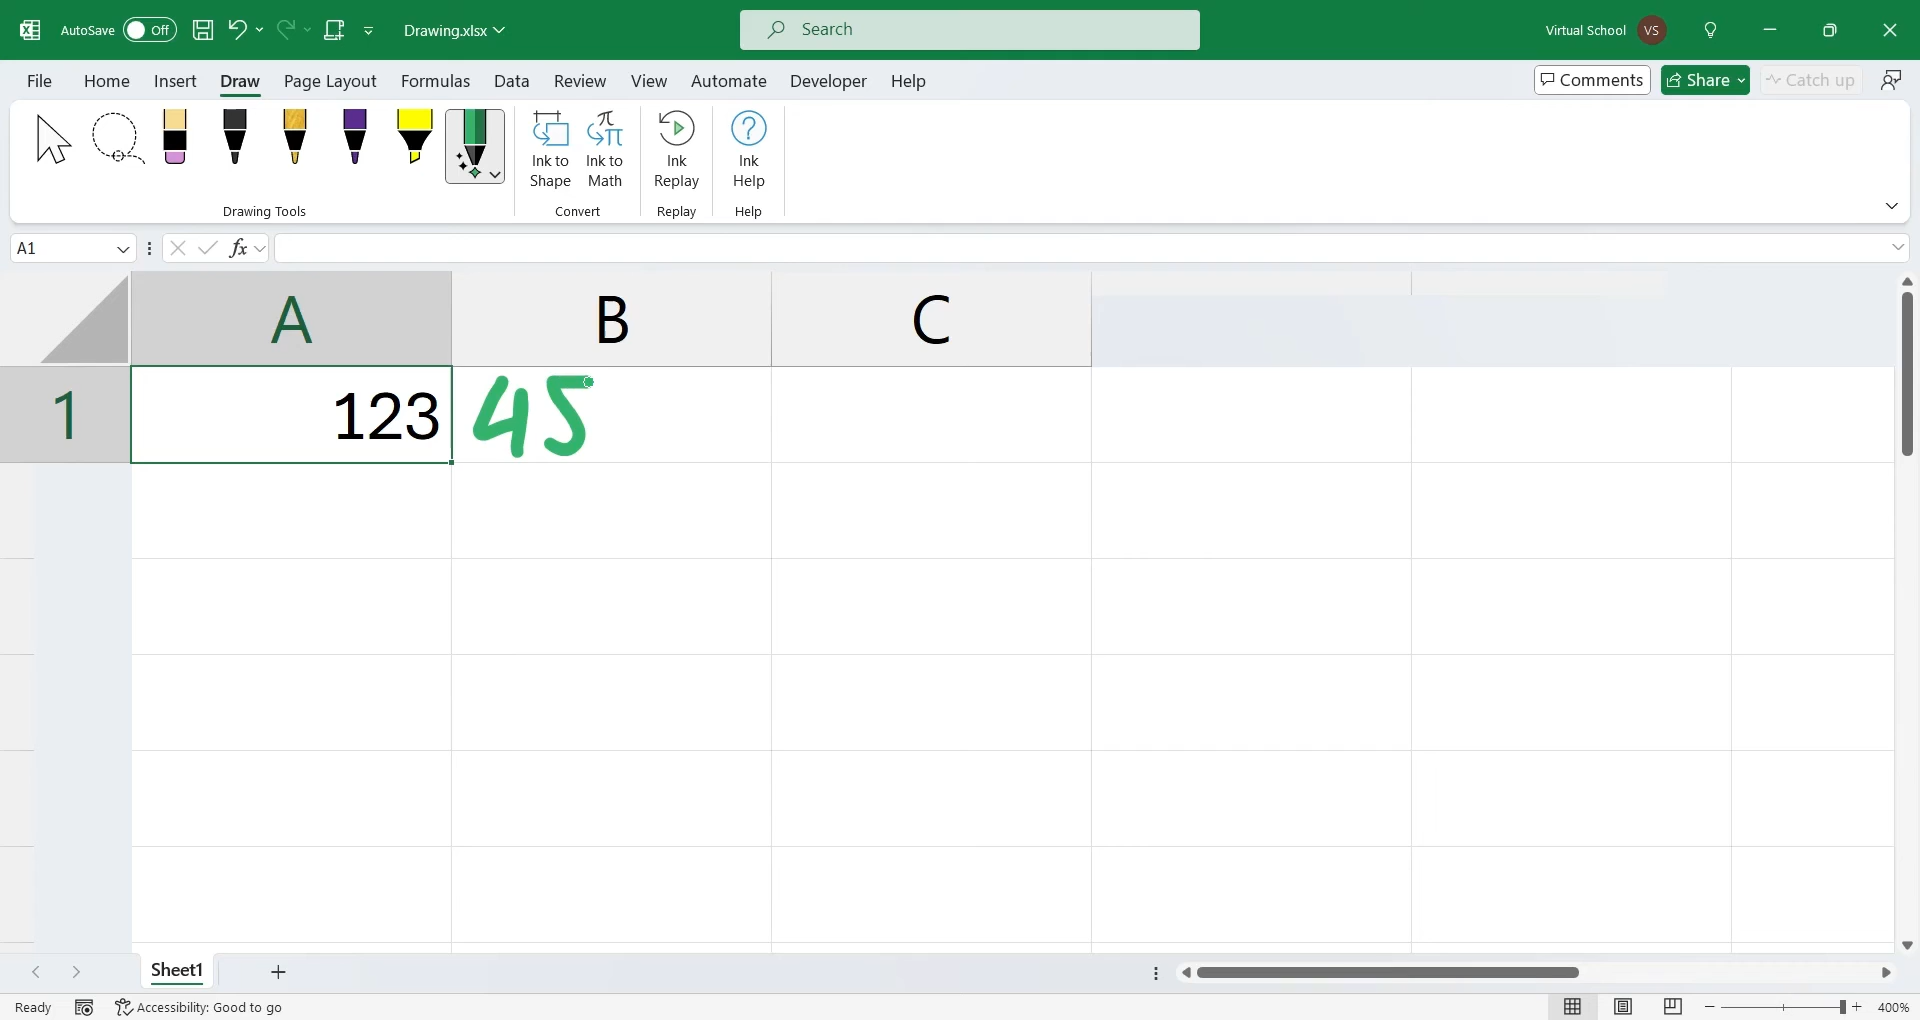 AutoSave Off Drawing.xlsx Search Virtual School VS
File Home Insert Draw Page Layout Formulas Data Review View Automate Developer Help Comments Share Catch up
Ink to Shape Ink to Math Ink Replay Ink Help
Drawing Tools Convert Replay Help
A1 fx
A B C
1 123 45
Sheet1
Ready Accessibility: Good to go 400%